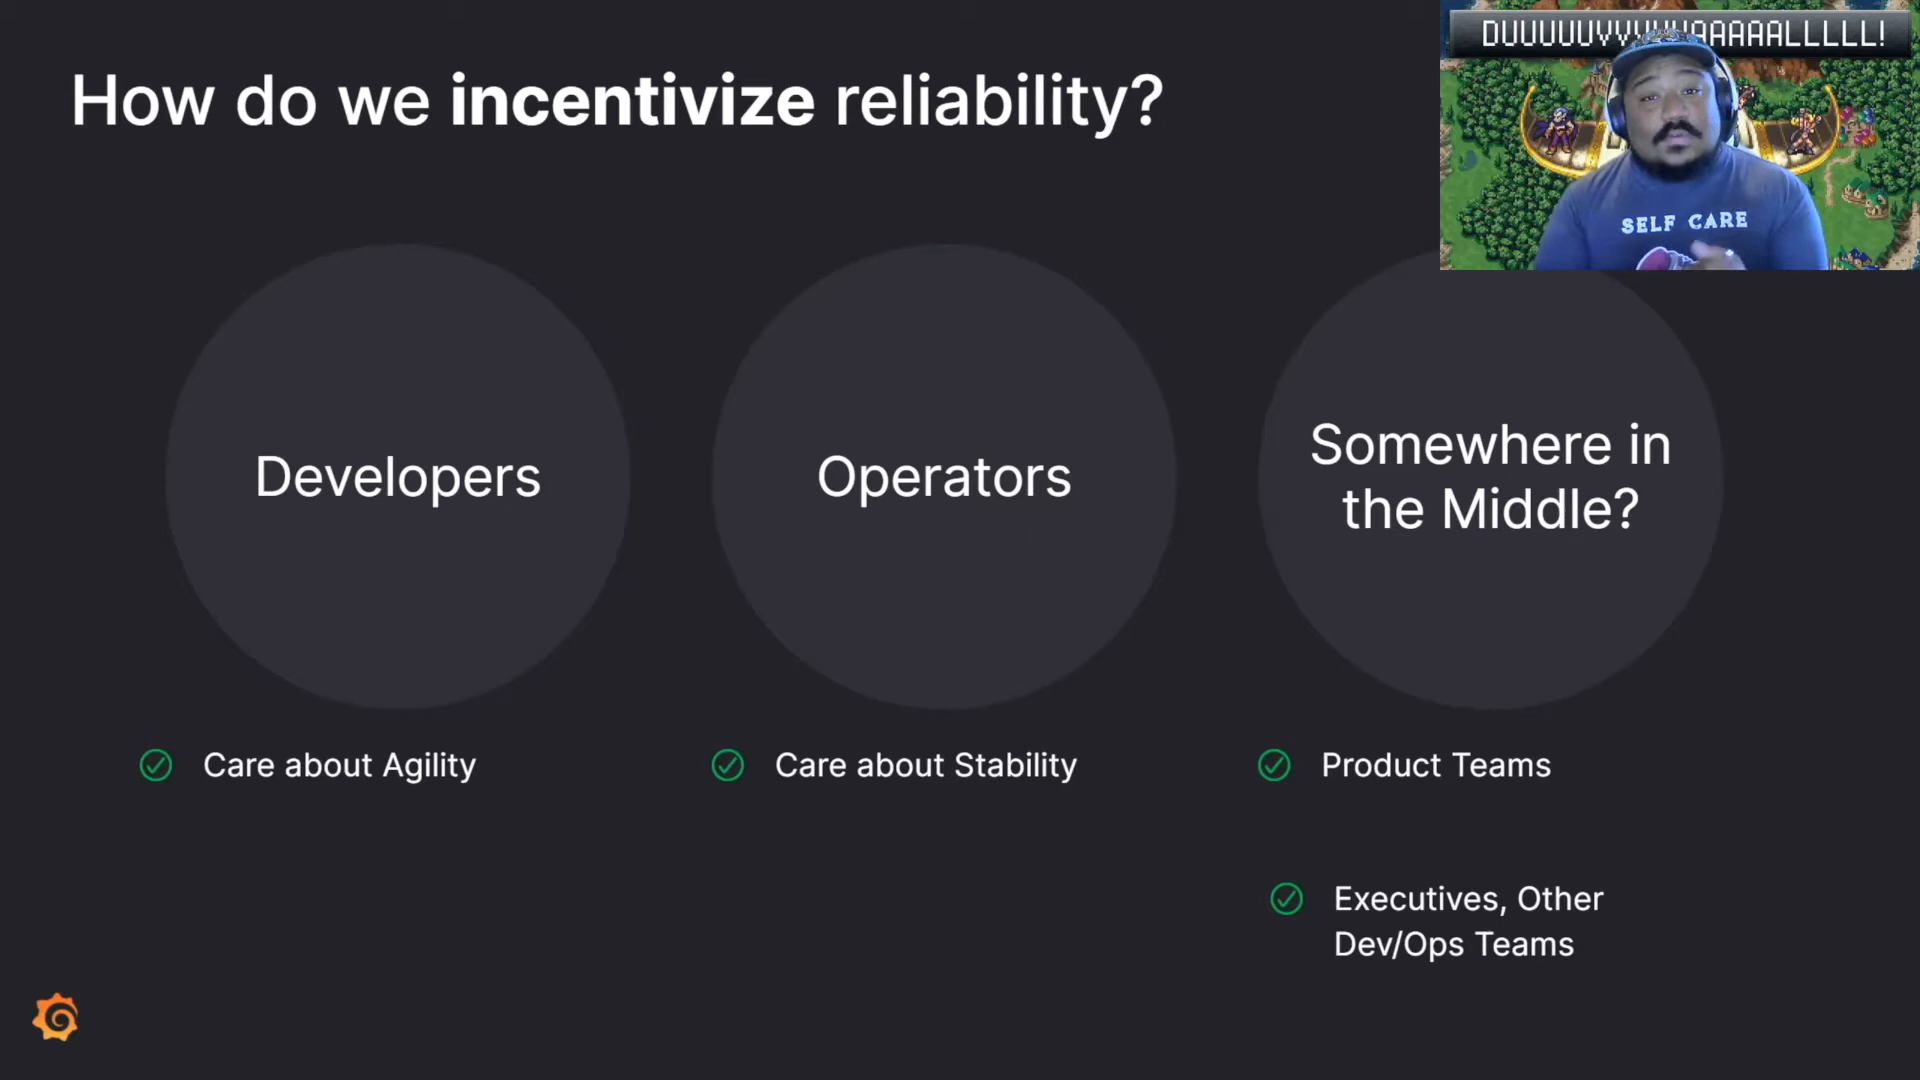 How do we incentivize reliability?
SELF CARE
Developers
Operators
Somewhere in
the Middle?
Care about Agility
Care about Stability
Product Teams
Executives, Other
Dev/Ops Teams